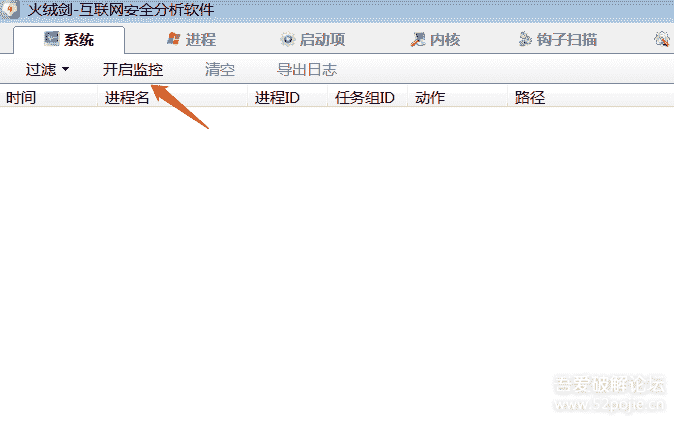 火绒剑-互联网安全分析软件
系统 进程 启动项 内核 钩子扫描
过滤 开启监控 清空 导出日志
时间 进程名 进程ID 任务组ID 动作 路径
吾爱破解论坛
www.52pojie.cn